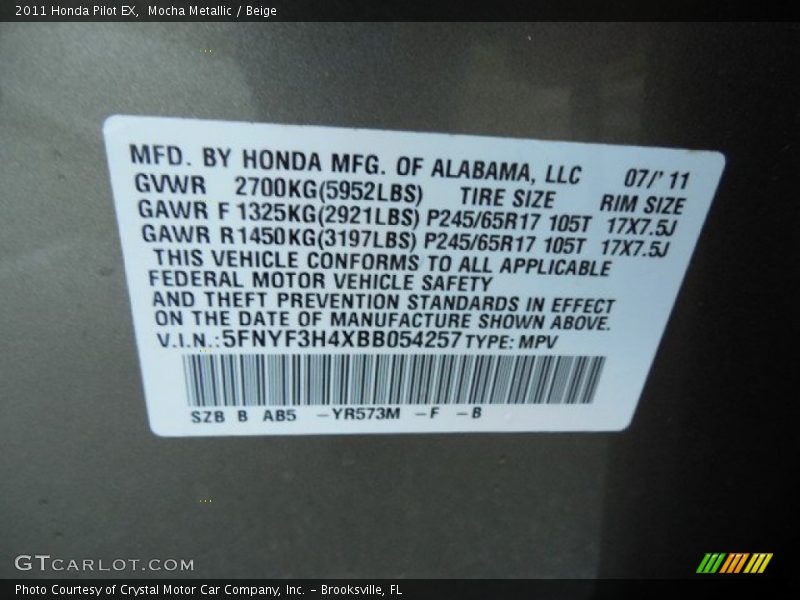 2011 Honda Pilot EX, Mocha Metallic / Beige
MFD. BY HONDA MFG. OF ALABAMA, LLC 07/' 11
GVWR 2700KG(5952LBS) TIRE SIZE RIM SIZE
GAWR F 1325KG(2921LBS) P245/65R17 105T 17X7.5J
GAWR R 1450KG(3197LBS) P245/65R17 105T 17X7.5J
THIS VEHICLE CONFORMS TO ALL APPLICABLE
FEDERAL MOTOR VEHICLE SAFETY
AND THEFT PREVENTION STANDARDS IN EFFECT
ON THE DATE OF MANUFACTURE SHOWN ABOVE.
V.I.N.: 5FNYF3H4XBB054257 TYPE: MPV
SZB B AB5 -YR573M -F -B
GTCARLOT.COM
Photo Courtesy of Crystal Motor Car Company, Inc. - Brooksville, FL